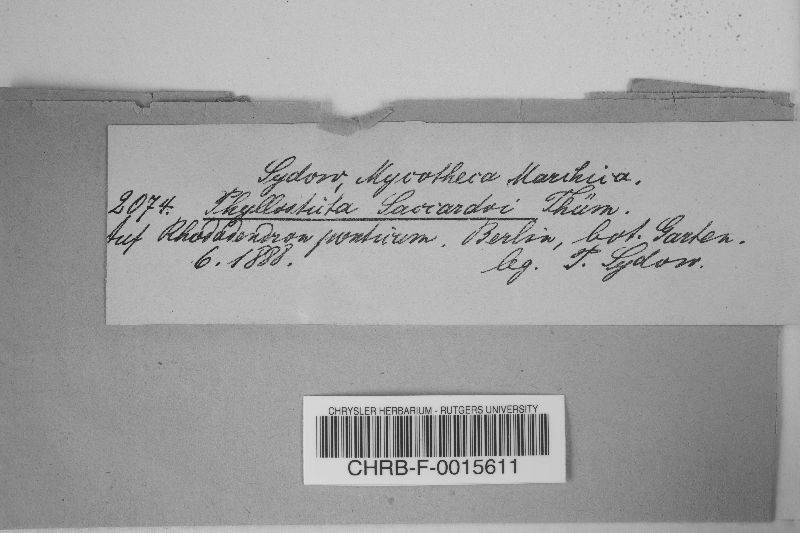 Sydow, Mycotheca Marchica.
2074. Phyllosticta Saccardoi Thüm.
Auf Rhododendron ponticum. Berlin, bot. Garten.
6. 1888. leg. P. Sydow.
CHRYSLER HERBARIUM - RUTGERS UNIVERSITY
CHRB-F-0015611